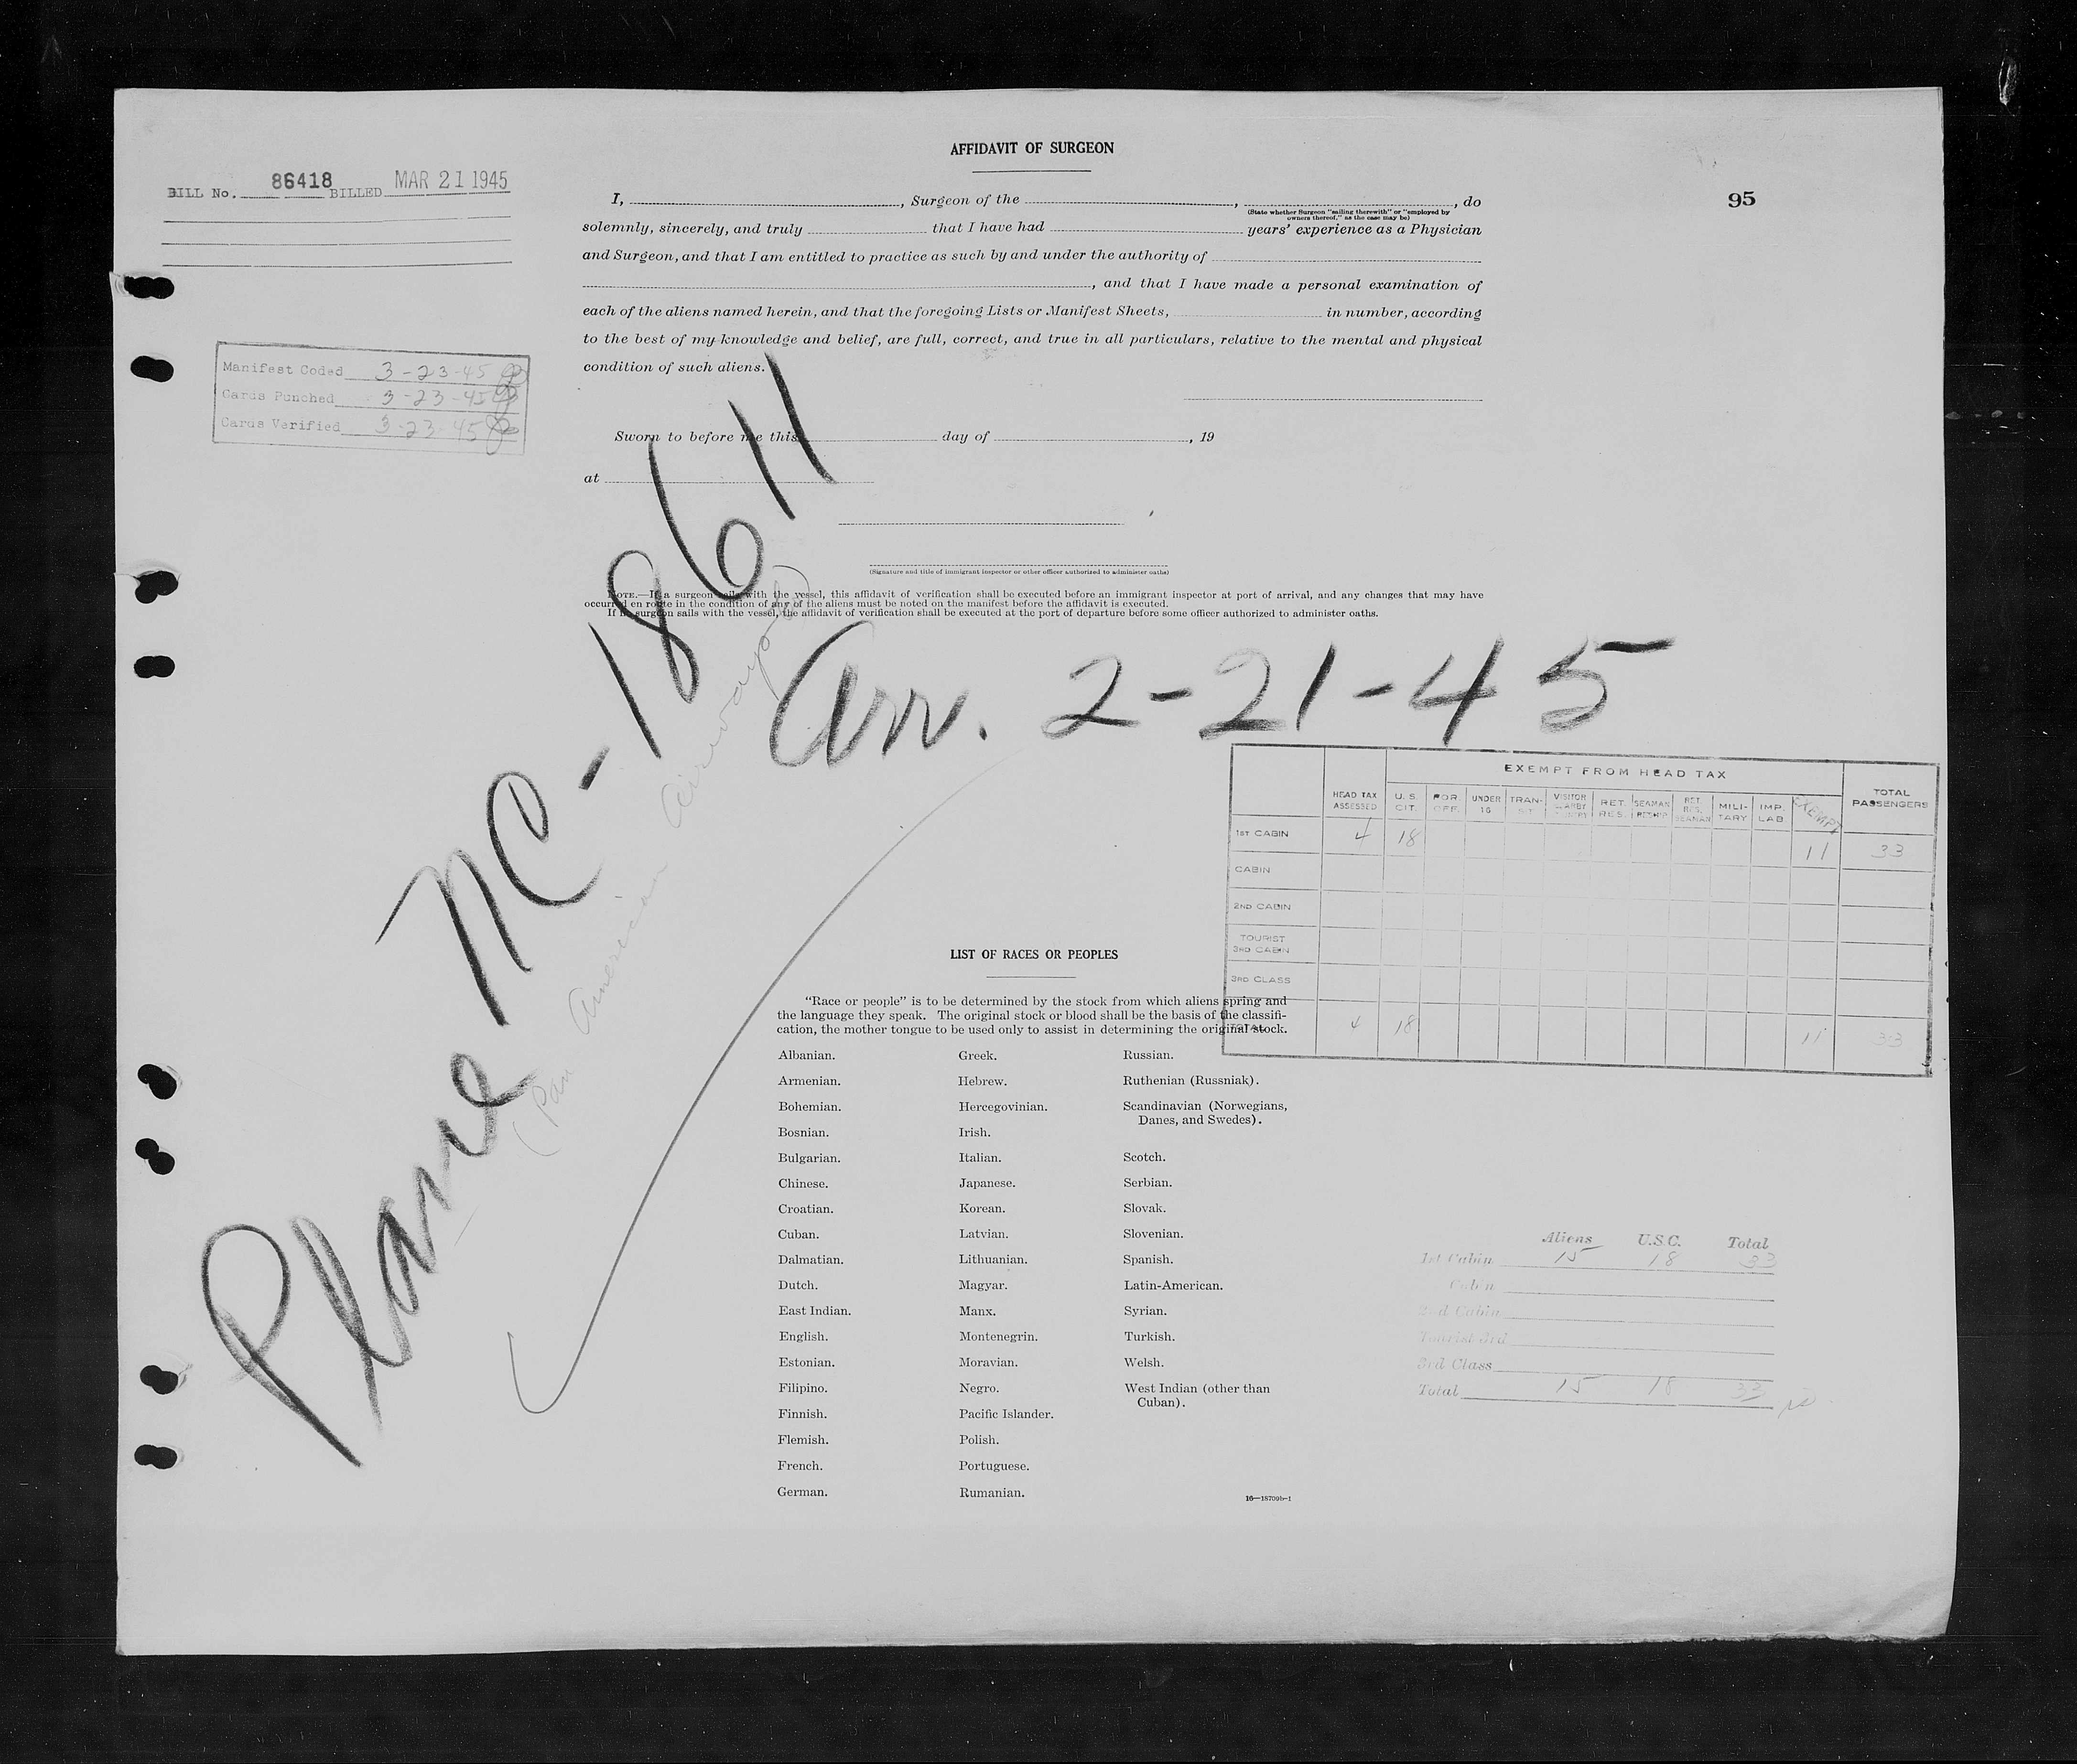 AFFIDAVIT OF SURGEON
95
BILL No. 86418 BILLED MAR 21 1945
I, , Surgeon of the , , do
(State whether Surgeon "sailing therewith" or "employed by
owners thereof," as the case may be)
solemnly, sincerely, and truly that I have had years' experience as a Physician
and Surgeon, and that I am entitled to practice as such by and under the authority of
, and that I have made a personal examination of
each of the aliens named herein, and that the foregoing Lists or Manifest Sheets, in number, according
to the best of my knowledge and belief, are full, correct, and true in all particulars, relative to the mental and physical
condition of such aliens.
Manifest Coded 3-23-45
Cards Punched 3-23-45
Cards Verified 3-23-45
Sworn to before me this day of , 19
at
(Signature and title of immigrant inspector or other officer authorized to administer oaths)
NOTE.—If a surgeon sails with the vessel, this affidavit of verification shall be executed before an immigrant inspector at port of arrival, and any changes that may have
occurred en route in the condition of any of the aliens must be noted on the manifest before the affidavit is executed.
If no surgeon sails with the vessel, the affidavit of verification shall be executed at the port of departure before some officer authorized to administer oaths.
Plane NC-18611
(Pan American Airways
Arr. 2-21-45
EXEMPT FROM HEAD TAX
HEAD TAX ASSESSED U. S. CIT. FOR OFF. UNDER 16 TRAN- SIT VISITOR RET. RES. SEAMAN RET. RES. SEAMAN MILI- TARY IMP. LAB. EXEMPT TOTAL PASSENGERS
1ST CABIN 4 18 11 33
CABIN
2ND CABIN
TOURIST
3RD CABIN
3RD CLASS
TOTAL 4 18 11 33
LIST OF RACES OR PEOPLES
"Race or people" is to be determined by the stock from which aliens spring and
the language they speak. The original stock or blood shall be the basis of the classifi-
cation, the mother tongue to be used only to assist in determining the original stock.
Albanian. Greek. Russian.
Armenian. Hebrew. Ruthenian (Russniak).
Bohemian. Hercegovinian. Scandinavian (Norwegians,
Danes, and Swedes).
Bosnian. Irish.
Bulgarian. Italian. Scotch.
Chinese. Japanese. Serbian.
Croatian. Korean. Slovak.
Cuban. Latvian. Slovenian.
Dalmatian. Lithuanian. Spanish.
Dutch. Magyar. Latin-American.
East Indian. Manx. Syrian.
English. Montenegrin. Turkish.
Estonian. Moravian. Welsh.
Filipino. Negro. West Indian (other than
Cuban).
Finnish. Pacific Islander.
Flemish. Polish.
French. Portuguese.
German. Rumanian.
16—18709b-1
Aliens U.S.C. Total
1st Cabin 15 18 33
Cabin
2nd Cabin
Tourist 3rd
3rd Class
Total 15 18 33